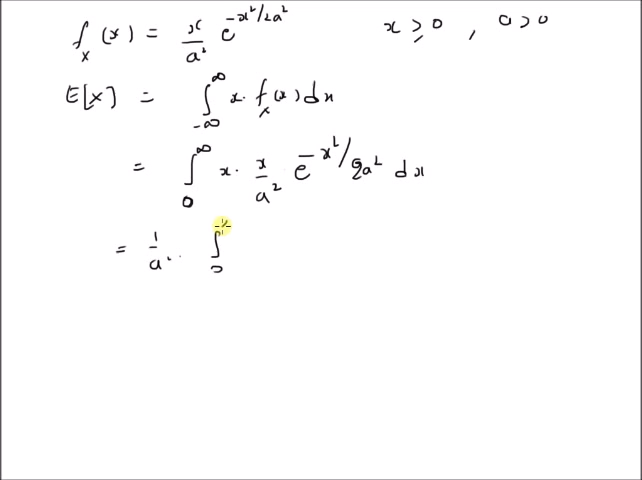 f_X(x) = x/a² e^{-x²/2a²} x ≥ 0 , a > 0
E[X] = ∫_{-∞}^{∞} x · f_X(x) dx
= ∫_0^∞ x · x/a² e^{-x²/2a²} dx
= 1/a² · ∫_0